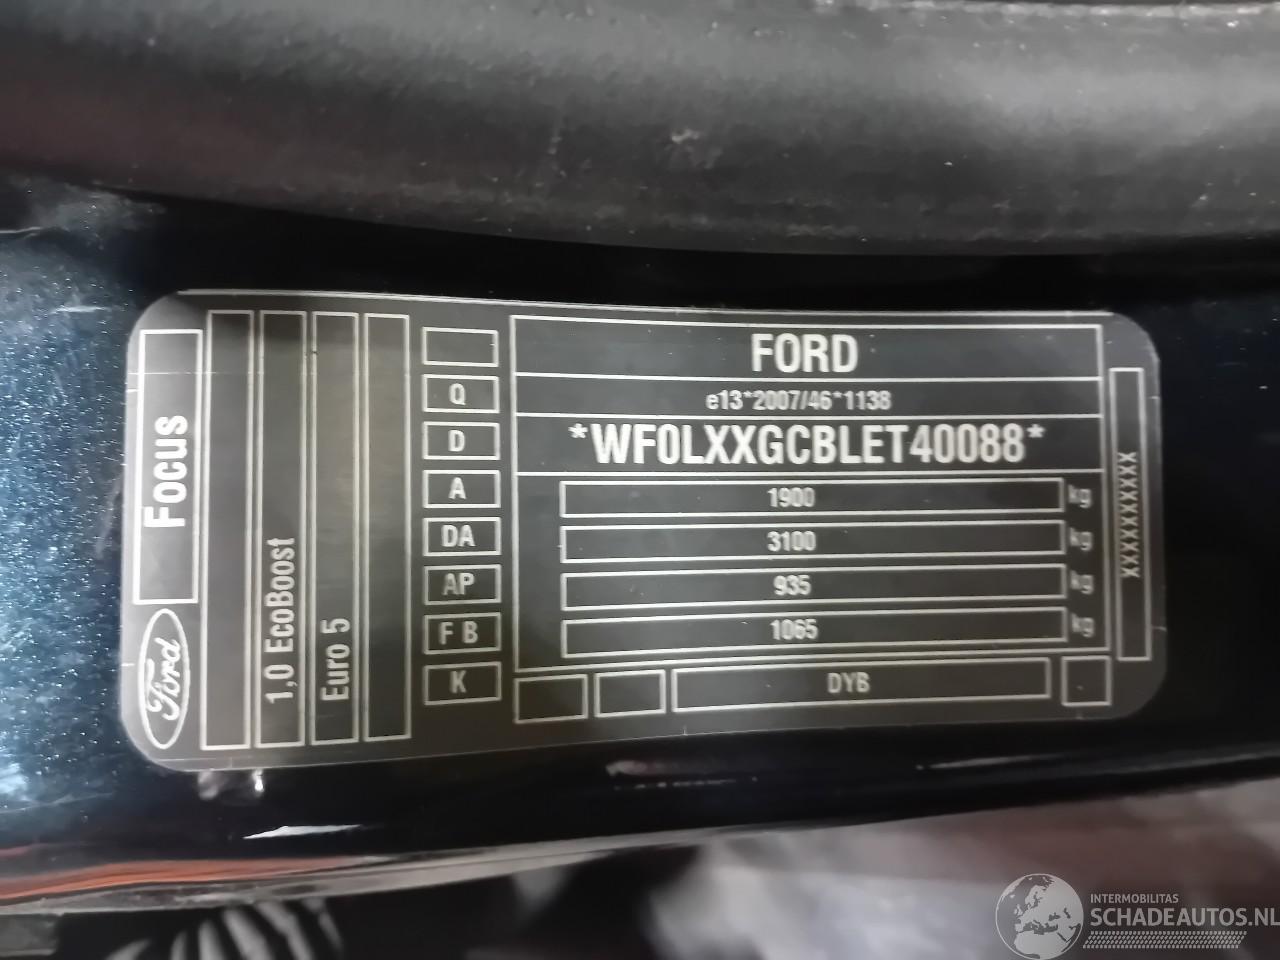 Focus
Ford
1,0 EcoBoost
Euro 5
Q
D
A
DA
AP
F B
K
FORD
e13*2007/46*1138
*WF0LXXGCBLET40088*
1900 kg
3100 kg
935 kg
1065 kg
DYB
XXXXXXXXXX
INTERMOBILITAS
SCHADEAUTOS.NL